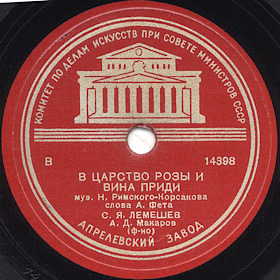 КОМИТЕТ ПО ДЕЛАМ ИСКУССТВ ПРИ СОВЕТЕ МИНИСТРОВ СССР
В 14398
В ЦАРСТВО РОЗЫ И
ВИНА ПРИДИ
муз. Н. Римского-Корсакова
слова А. Фета
С. Я. ЛЕМЕШЕВ
А. Д. Макаров
(ф-но)
АПРЕЛЕВСКИЙ ЗАВОД